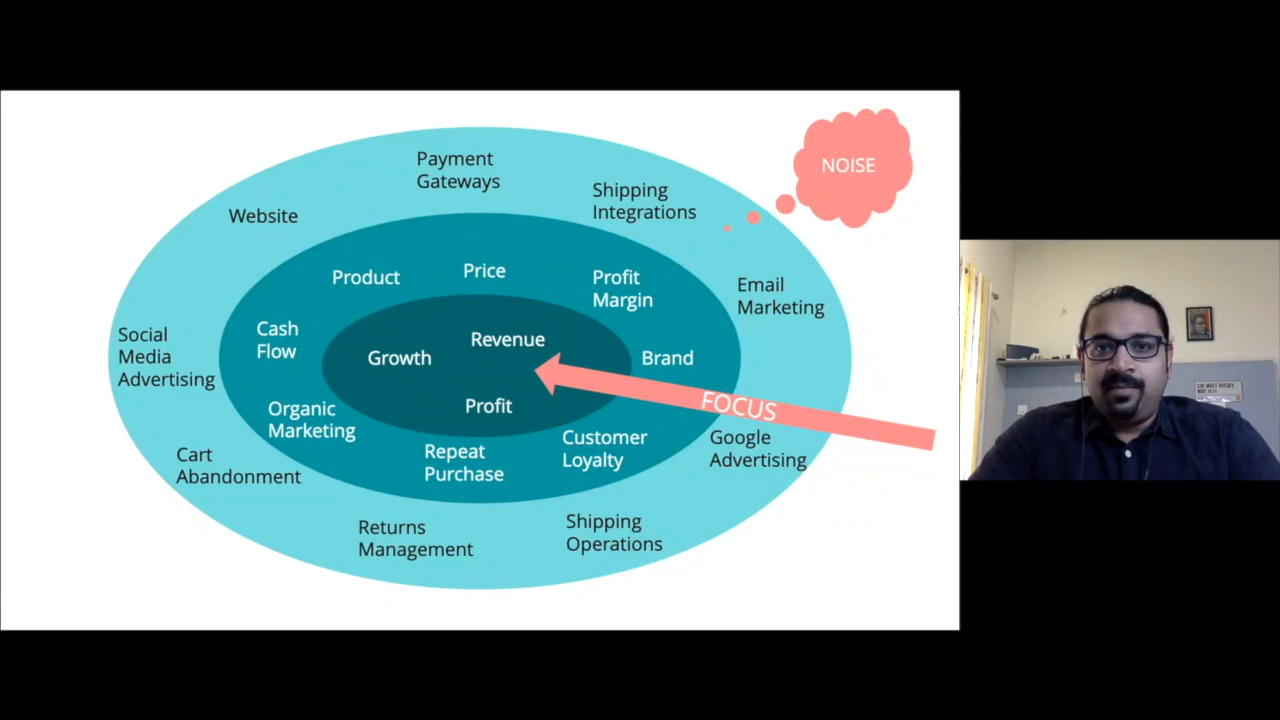 Payment
Gateways
NOISE
Shipping
Integrations
Website
Product
Price
Profit
Margin
Email
Marketing
Social
Media
Advertising
Cash
Flow
Growth
Revenue
Brand
Profit
FOCUS
Organic
Marketing
Repeat
Purchase
Customer
Loyalty
Google
Advertising
Cart
Abandonment
Returns
Management
Shipping
Operations